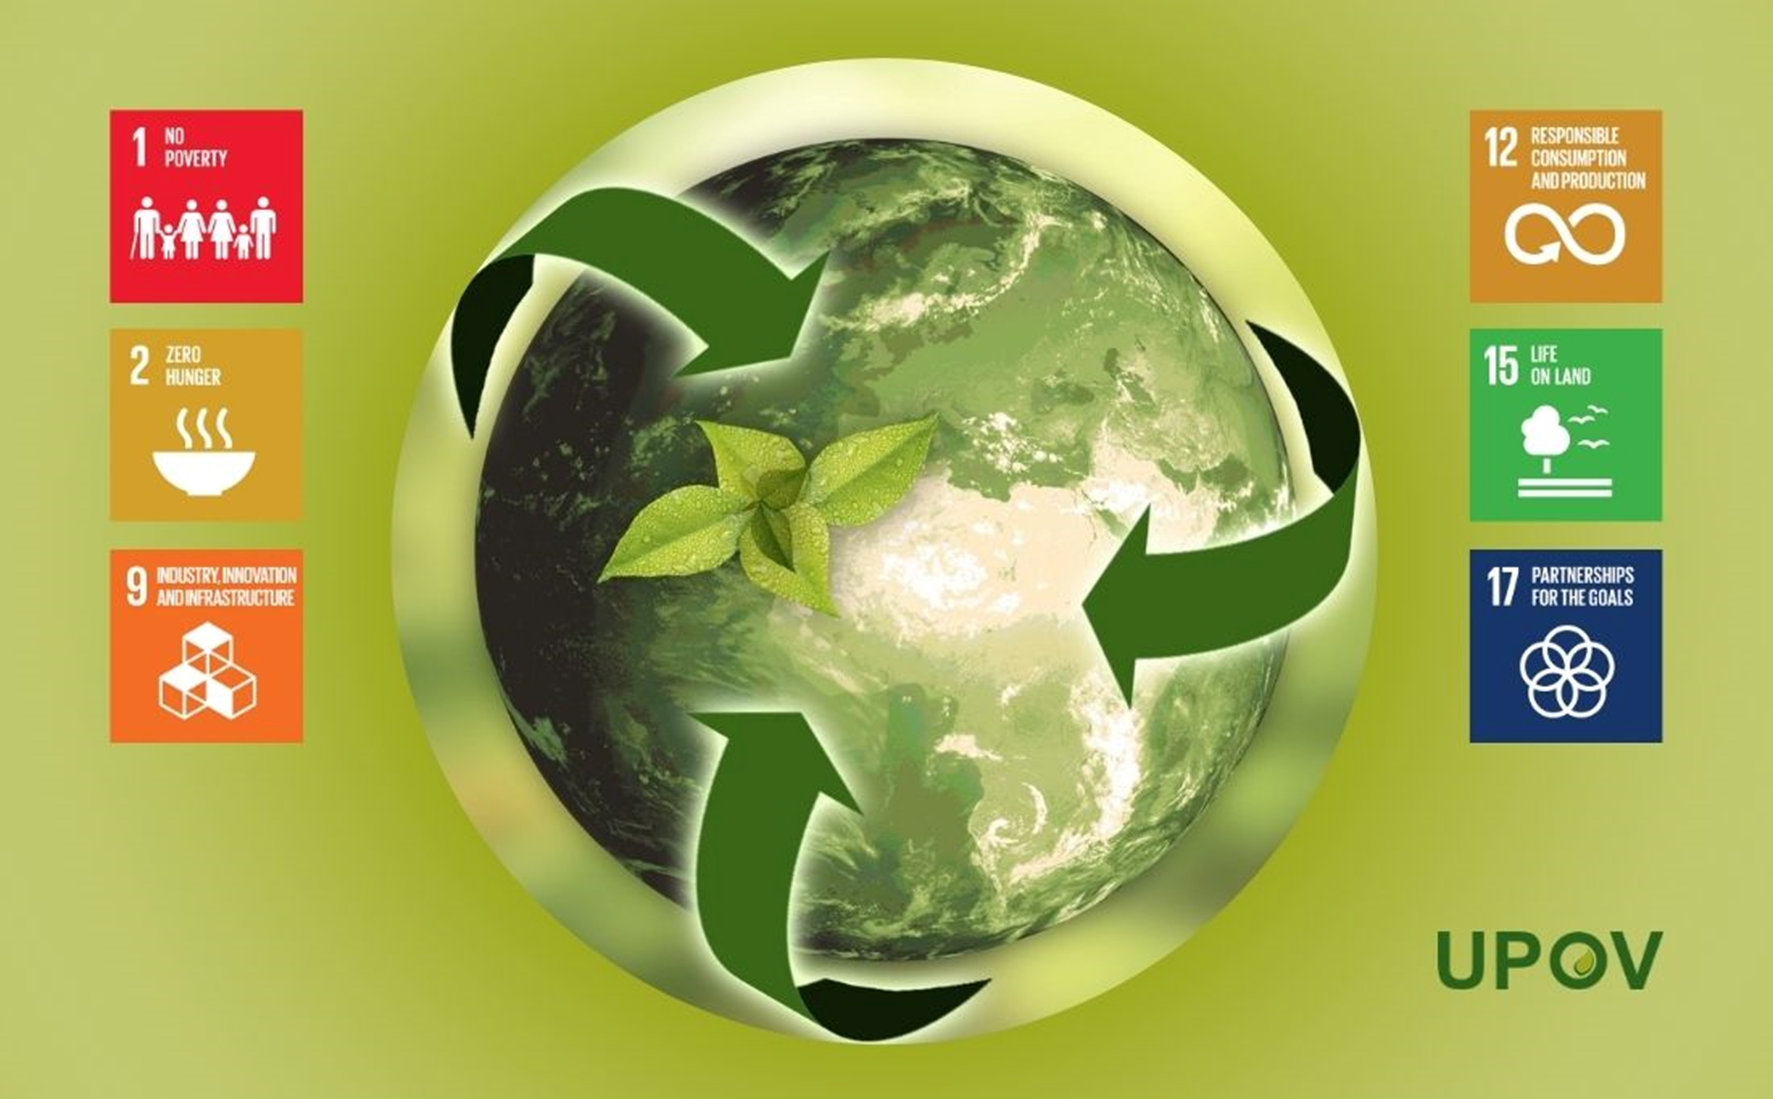 1 NO
POVERTY
2 ZERO
HUNGER
9 INDUSTRY, INNOVATION
AND INFRASTRUCTURE
12 RESPONSIBLE
CONSUMPTION
AND PRODUCTION
15 LIFE
ON LAND
17 PARTNERSHIPS
FOR THE GOALS
UPOV